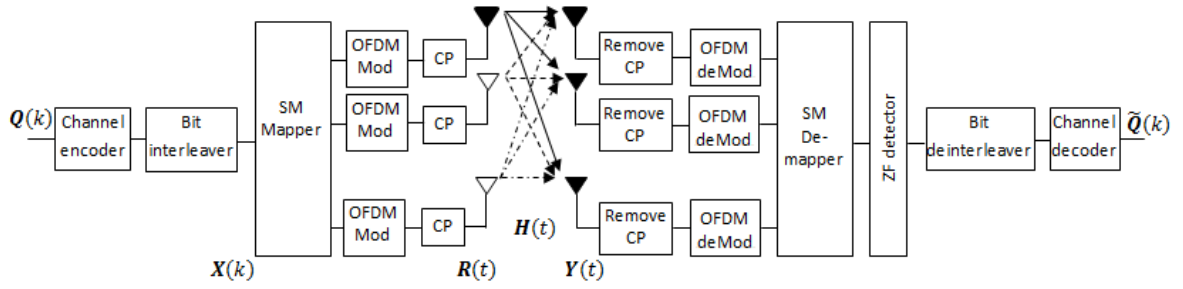 Q(k)
Channel
encoder
Bit
interleaver
X(k)
SM
Mapper
OFDM
Mod
CP
OFDM
Mod
CP
OFDM
Mod
CP
R(t)
H(t)
Y(t)
Remove
CP
OFDM
deMod
Remove
CP
OFDM
deMod
Remove
CP
OFDM
deMod
SM
De-
mapper
ZF detector
Bit
deinterleaver
Channel
decoder
Q̃(k)